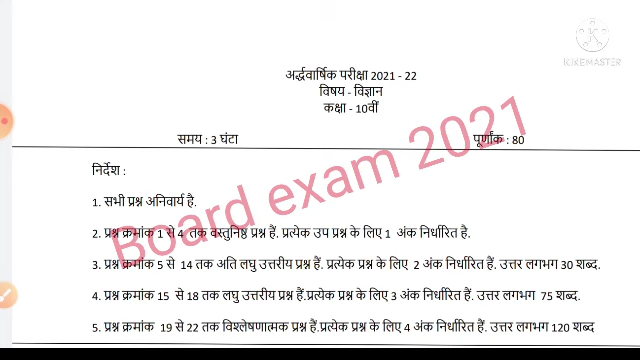 KINEMASTER
अर्द्धवार्षिक परीक्षा 2021 - 22
विषय - विज्ञान
कक्षा - 10वीं
समय : 3 घंटा पूर्णांक : 80
Board exam 2021
निर्देश :
1. सभी प्रश्न अनिवार्य है.
2. प्रश्न क्रमांक 1 से 4 तक वस्तुनिष्ठ प्रश्न हैं. प्रत्येक उप प्रश्न के लिए 1 अंक निर्धारित है.
3. प्रश्न क्रमांक 5 से 14 तक अति लघु उत्तरीय प्रश्न हैं. प्रत्येक प्रश्न के लिए 2 अंक निर्धारित हैं. उत्तर लगभग 30 शब्द.
4. प्रश्न क्रमांक 15 से 18 तक लघु उत्तरीय प्रश्न हैं.प्रत्येक प्रश्न के लिए 3 अंक निर्धारित हैं. उत्तर लगभग 75 शब्द.
5. प्रश्न क्रमांक 19 से 22 तक विश्लेषणात्मक प्रश्न हैं.प्रत्येक प्रश्न के लिए 4 अंक निर्धारित हैं. उत्तर लगभग 120 शब्द